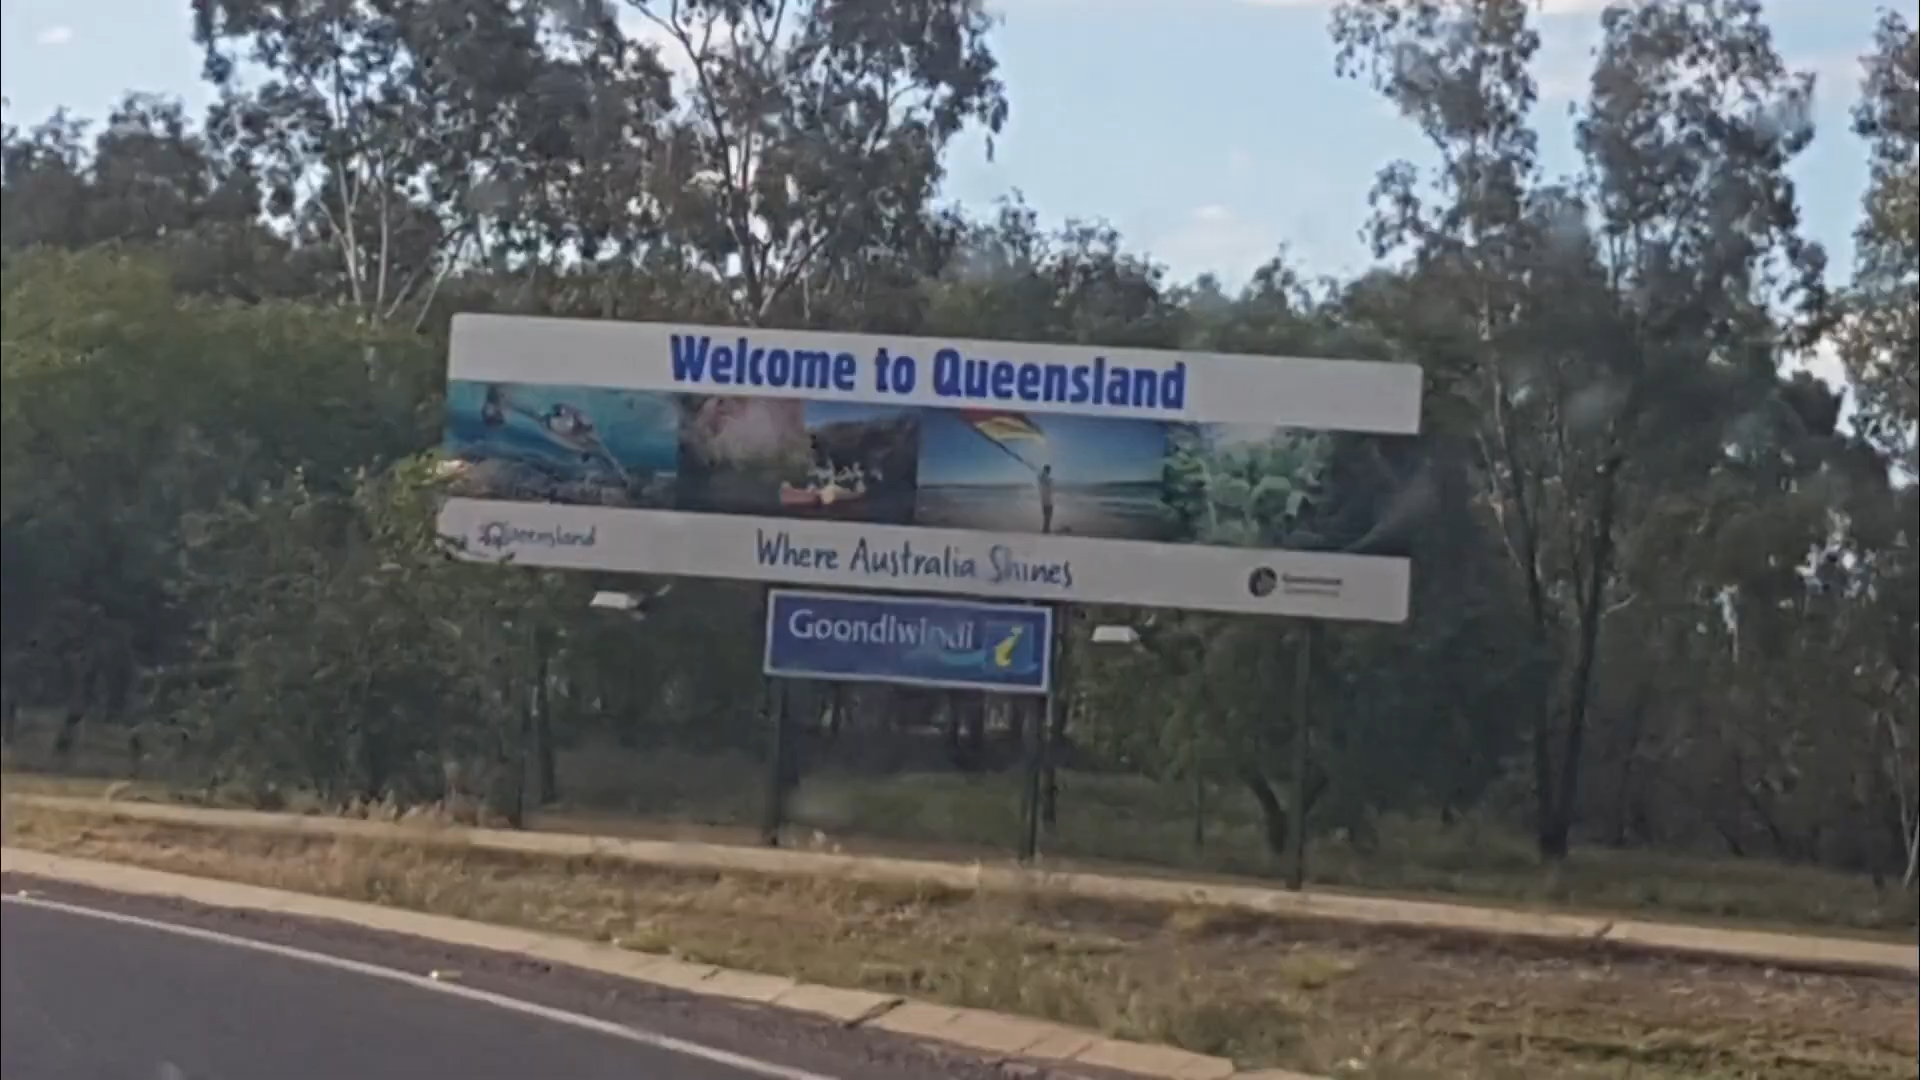 Welcome to Queensland
Queensland
Where Australia Shines
Goondiwindi
i